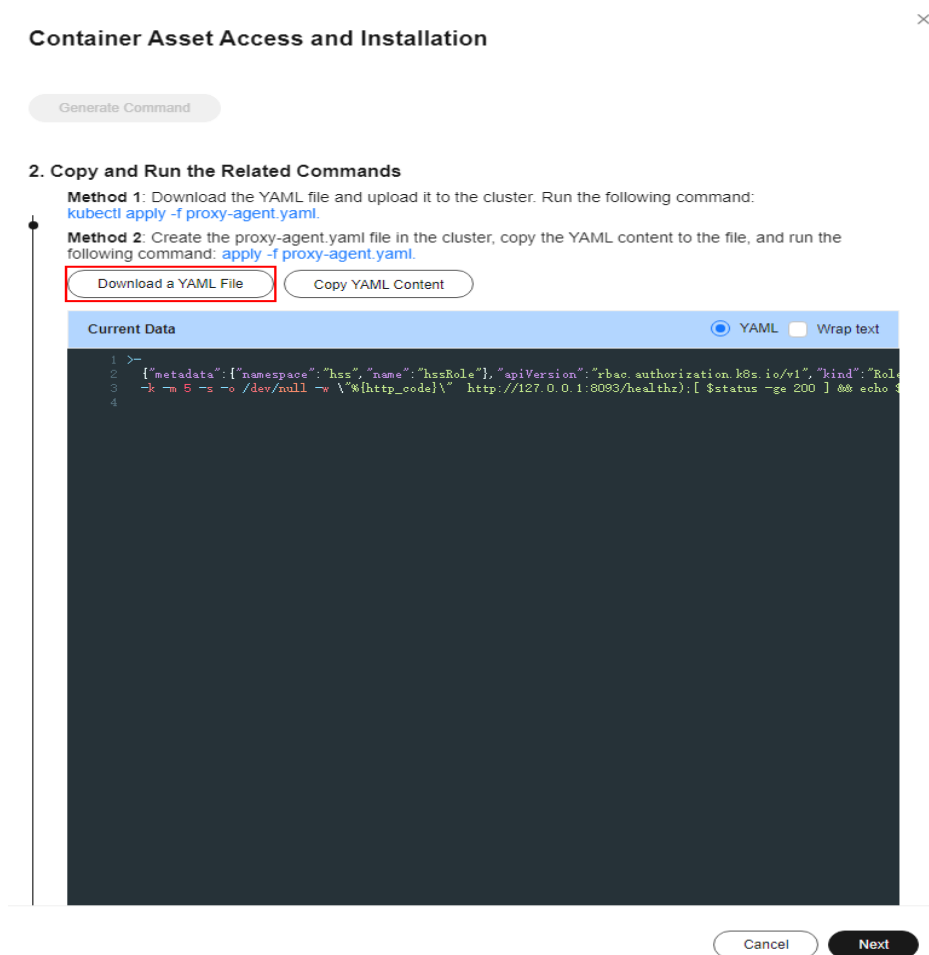 Container Asset Access and Installation
Generate Command
2. Copy and Run the Related Commands
Method 1: Download the YAML file and upload it to the cluster. Run the following command:
kubectl apply -f proxy-agent.yaml.
Method 2: Create the proxy-agent.yaml file in the cluster, copy the YAML content to the file, and run the
following command: apply -f proxy-agent.yaml.
Download a YAML File Copy YAML Content
Current Data YAML Wrap text
1 >-
2 {"metadata":{"namespace":"hss","name":"hssRole"},"apiVersion":"rbac.authorization.k8s.io/v1","kind":"Role
3 -k -m 5 -s -o /dev/null -w \"%{http_code}\" http://127.0.0.1:8093/healthz);[ $status -ge 200 ] && echo $
4
Cancel Next